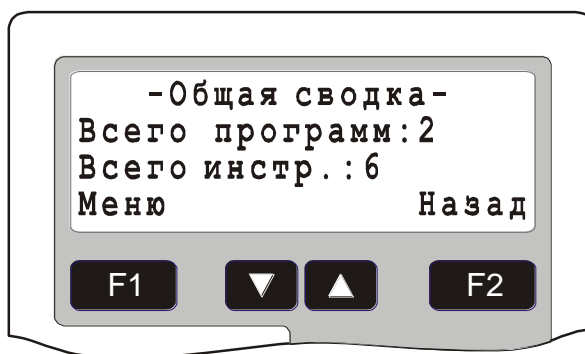 -Общая сводка-
Всего программ:2
Всего инстр.:6
Меню Назад
F1 F2